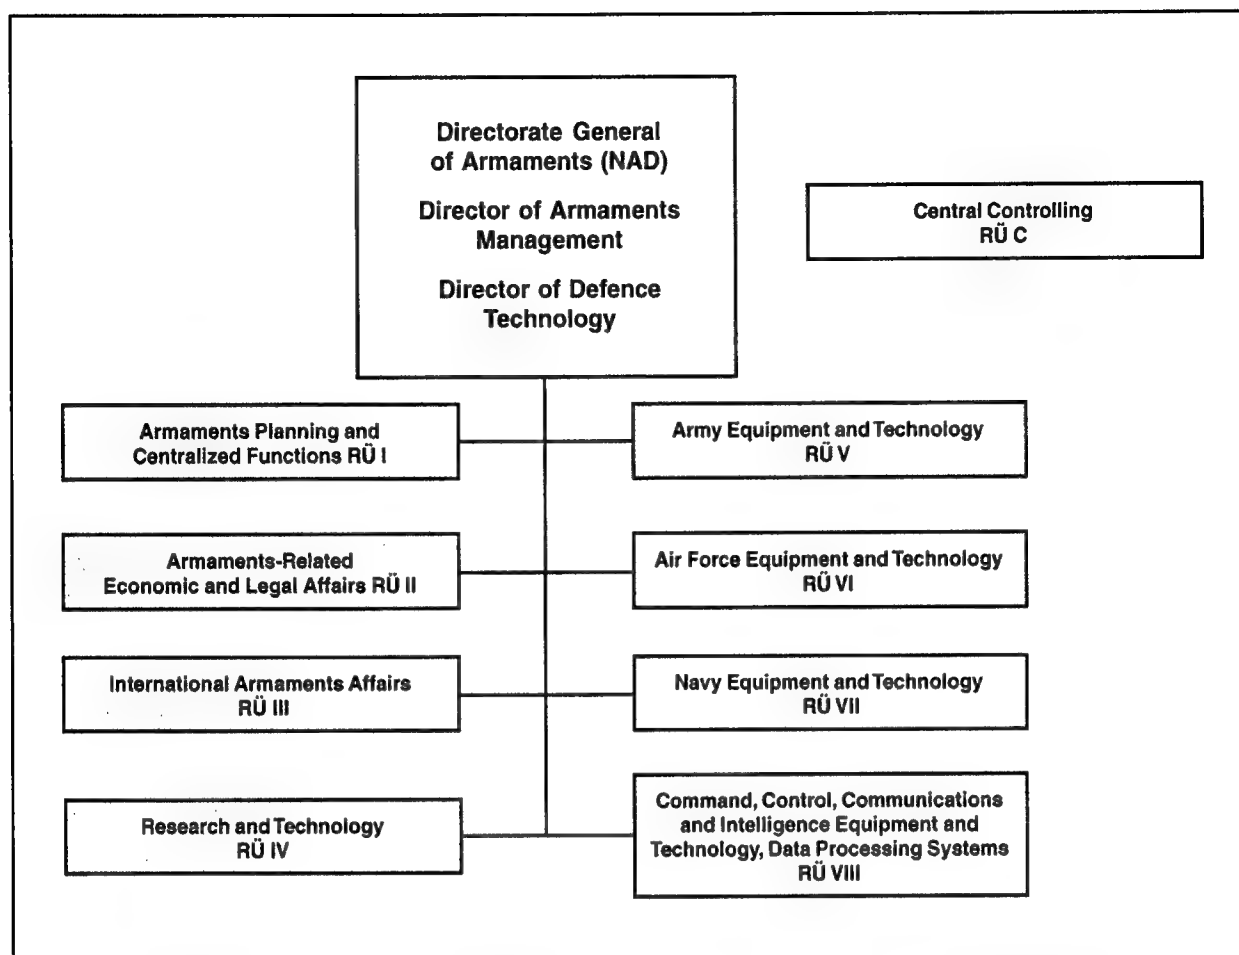 Directorate General
of Armaments (NAD)
Director of Armaments
Management
Director of Defence
Technology
Central Controlling
RÜ C
Armaments Planning and
Centralized Functions RÜ I
Army Equipment and Technology
RÜ V
Armaments-Related
Economic and Legal Affairs RÜ II
Air Force Equipment and Technology
RÜ VI
International Armaments Affairs
RÜ III
Navy Equipment and Technology
RÜ VII
Research and Technology
RÜ IV
Command, Control, Communications
and Intelligence Equipment and
Technology, Data Processing Systems
RÜ VIII